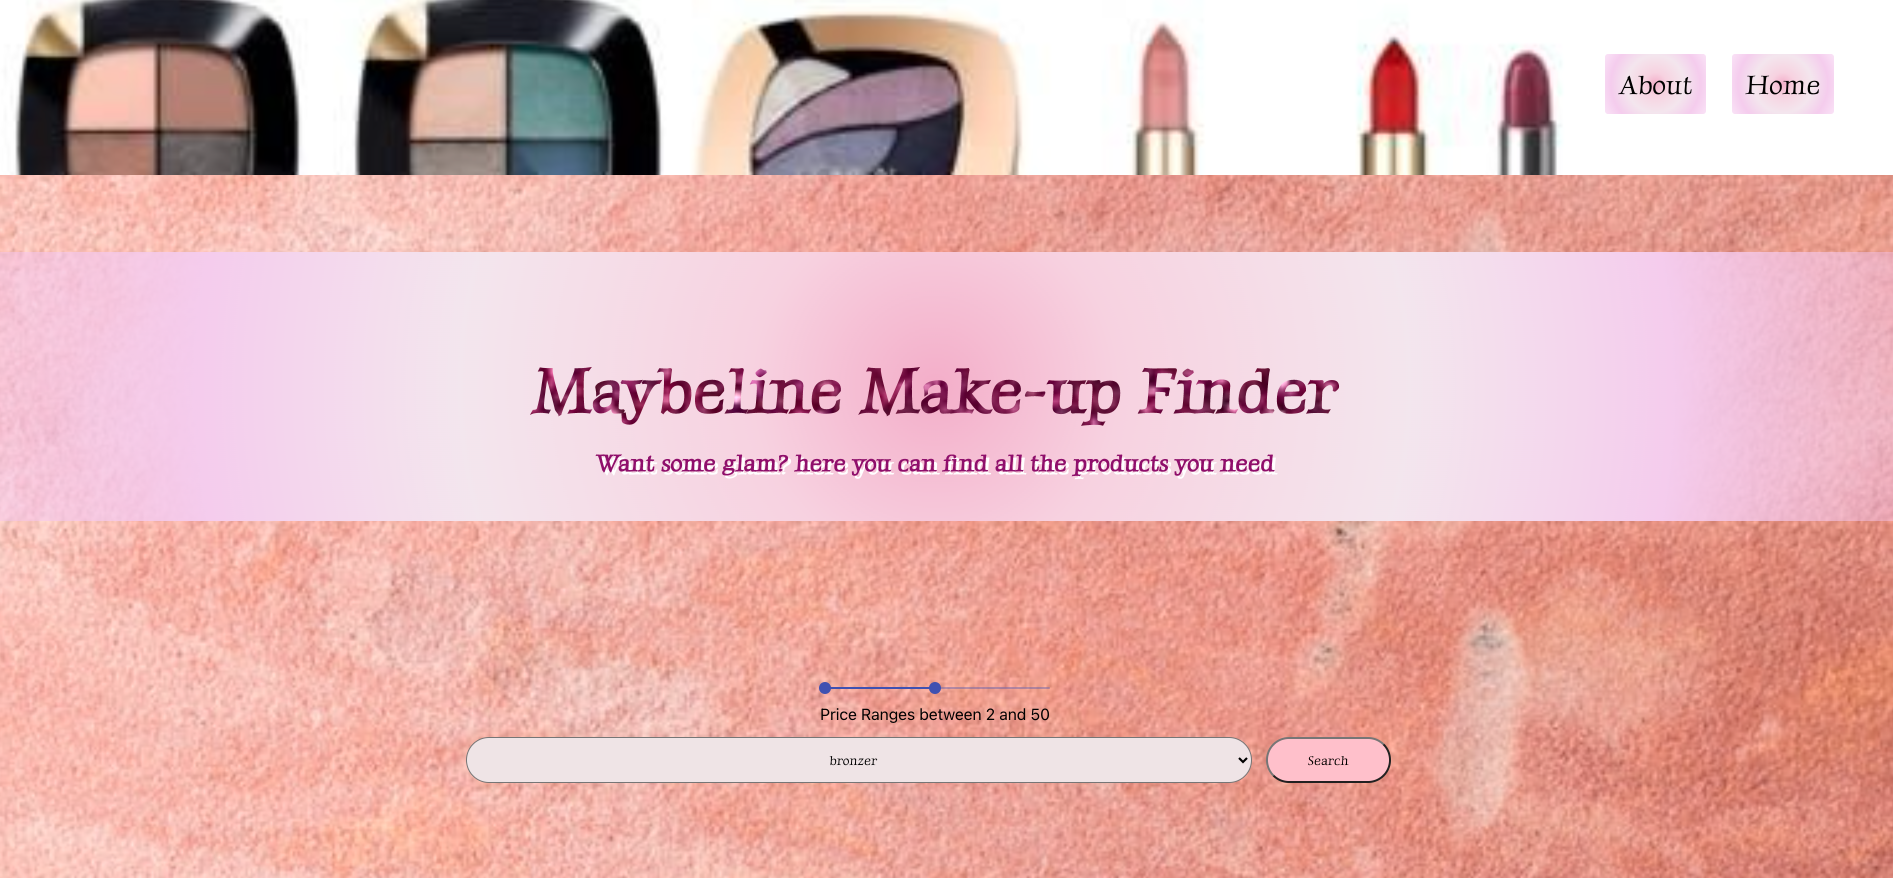 About Home
Maybeline Make-up Finder
Want some glam? here you can find all the products you need
Price Ranges between 2 and 50
bronzer
Search